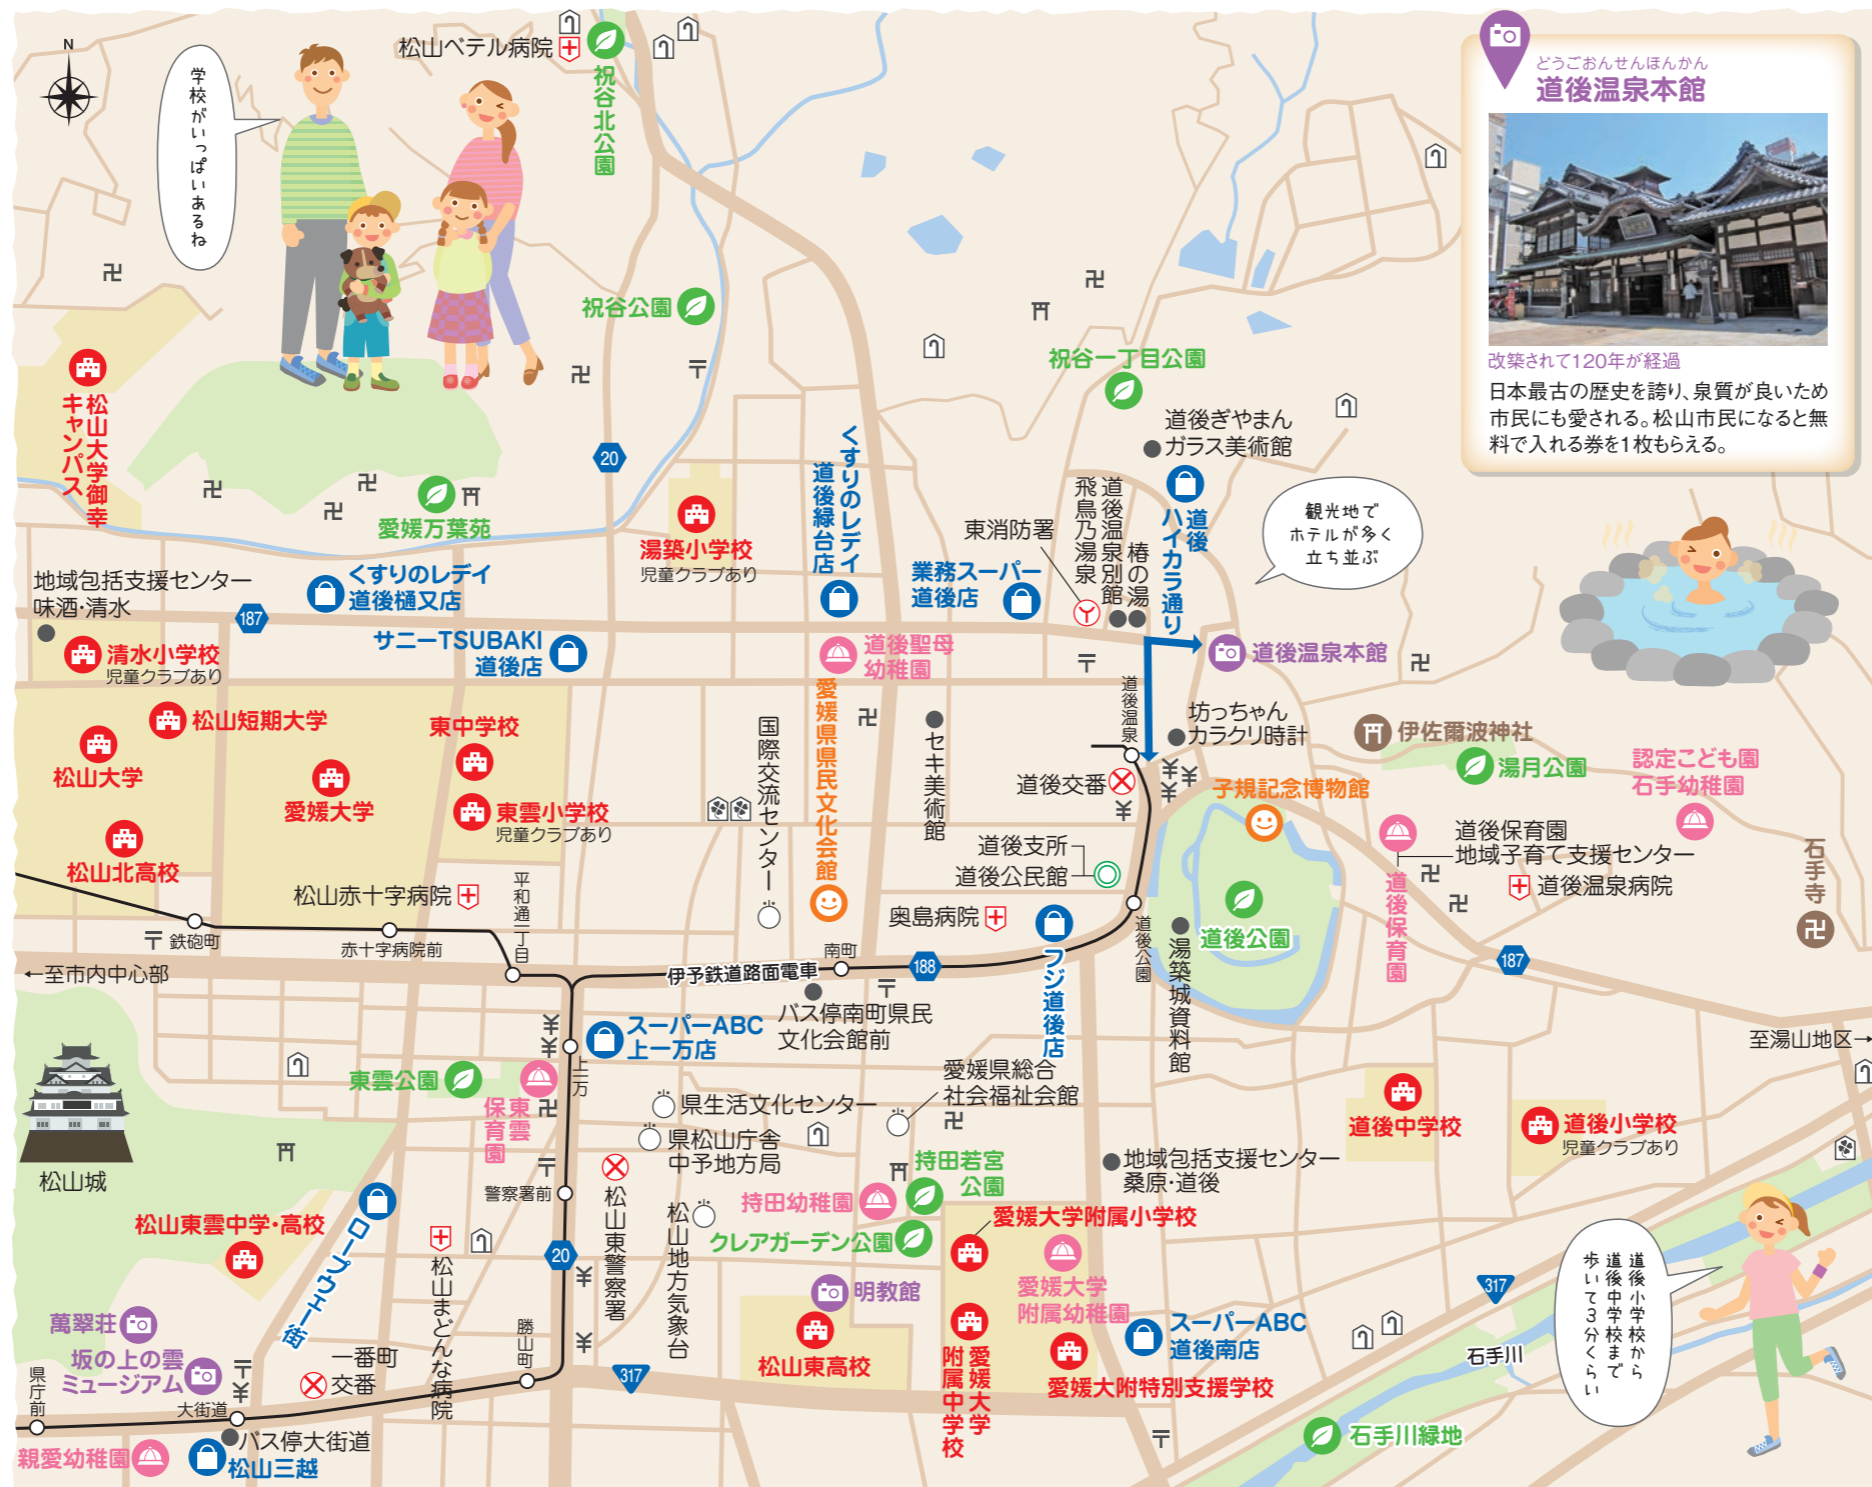 N
学校がいっぱいあるね
松山ベテル病院
祝谷北公園
どうごおんせんほんかん
道後温泉本館
改築されて120年が経過
日本最古の歴史を誇り、泉質が良いため
市民にも愛される。松山市民になると無
料で入れる券を1枚もらえる。
祝谷公園
祝谷一丁目公園
松山大学御幸
キャンパス
20
愛媛万葉苑
湯築小学校
児童クラブあり
くすりのレデイ
道後緑台店
道後ぎやまん
ガラス美術館
道後
ハイカラ通り
観光地で
ホテルが多く
立ち並ぶ
東消防署
道後温泉別館
飛鳥乃湯泉
椿の湯
業務スーパー
道後店
地域包括支援センター
味酒・清水
187
くすりのレデイ
道後樋又店
清水小学校
児童クラブあり
サニーTSUBAKI
道後店
道後聖母
幼稚園
道後温泉本館
松山短期大学
松山大学
愛媛大学
東中学校
東雲小学校
児童クラブあり
松山北高校
国際交流センター
愛媛県県民文化会館
セキ美術館
道後温泉
坊っちゃん
カラクリ時計
道後交番
子規記念博物館
伊佐爾波神社
湯月公園
認定こども園
石手幼稚園
道後保育園
地域子育て支援センター
道後温泉病院
道後保育園
石手寺
道後支所
道後公民館
奥島病院
道後公園
道後公園
湯築城資料館
187
松山赤十字病院
平和通一丁目
鉄砲町
赤十字病院前
←至市内中心部
伊予鉄道路面電車
南町
188
フジ道後店
バス停南町県民
文化会館前
至湯山地区→
松山城
スーパーABC
上一万店
上一万
東雲公園
東雲
保育園
県生活文化センター
県松山庁舎
中予地方局
愛媛県総合
社会福祉会館
道後中学校
道後小学校
児童クラブあり
地域包括支援センター
桑原・道後
持田若宮
公園
持田幼稚園
クレアガーデン公園
警察署前
松山東警察署
松山地方気象台
松山東雲中学・高校
ロープウェー街
松山まどんな病院
20
愛媛大学附属小学校
愛媛大学
附属幼稚園
明教館
松山東高校
愛媛大学
附属中学校
スーパーABC
道後南店
愛媛大附特別支援学校
317
石手川
道後小学校から
道後中学校まで
歩いて3分くらい
萬翠荘
坂の上の雲
ミュージアム
県庁前
一番町
交番
勝山町
317
大街道
バス停大街道
松山三越
親愛幼稚園
石手川緑地